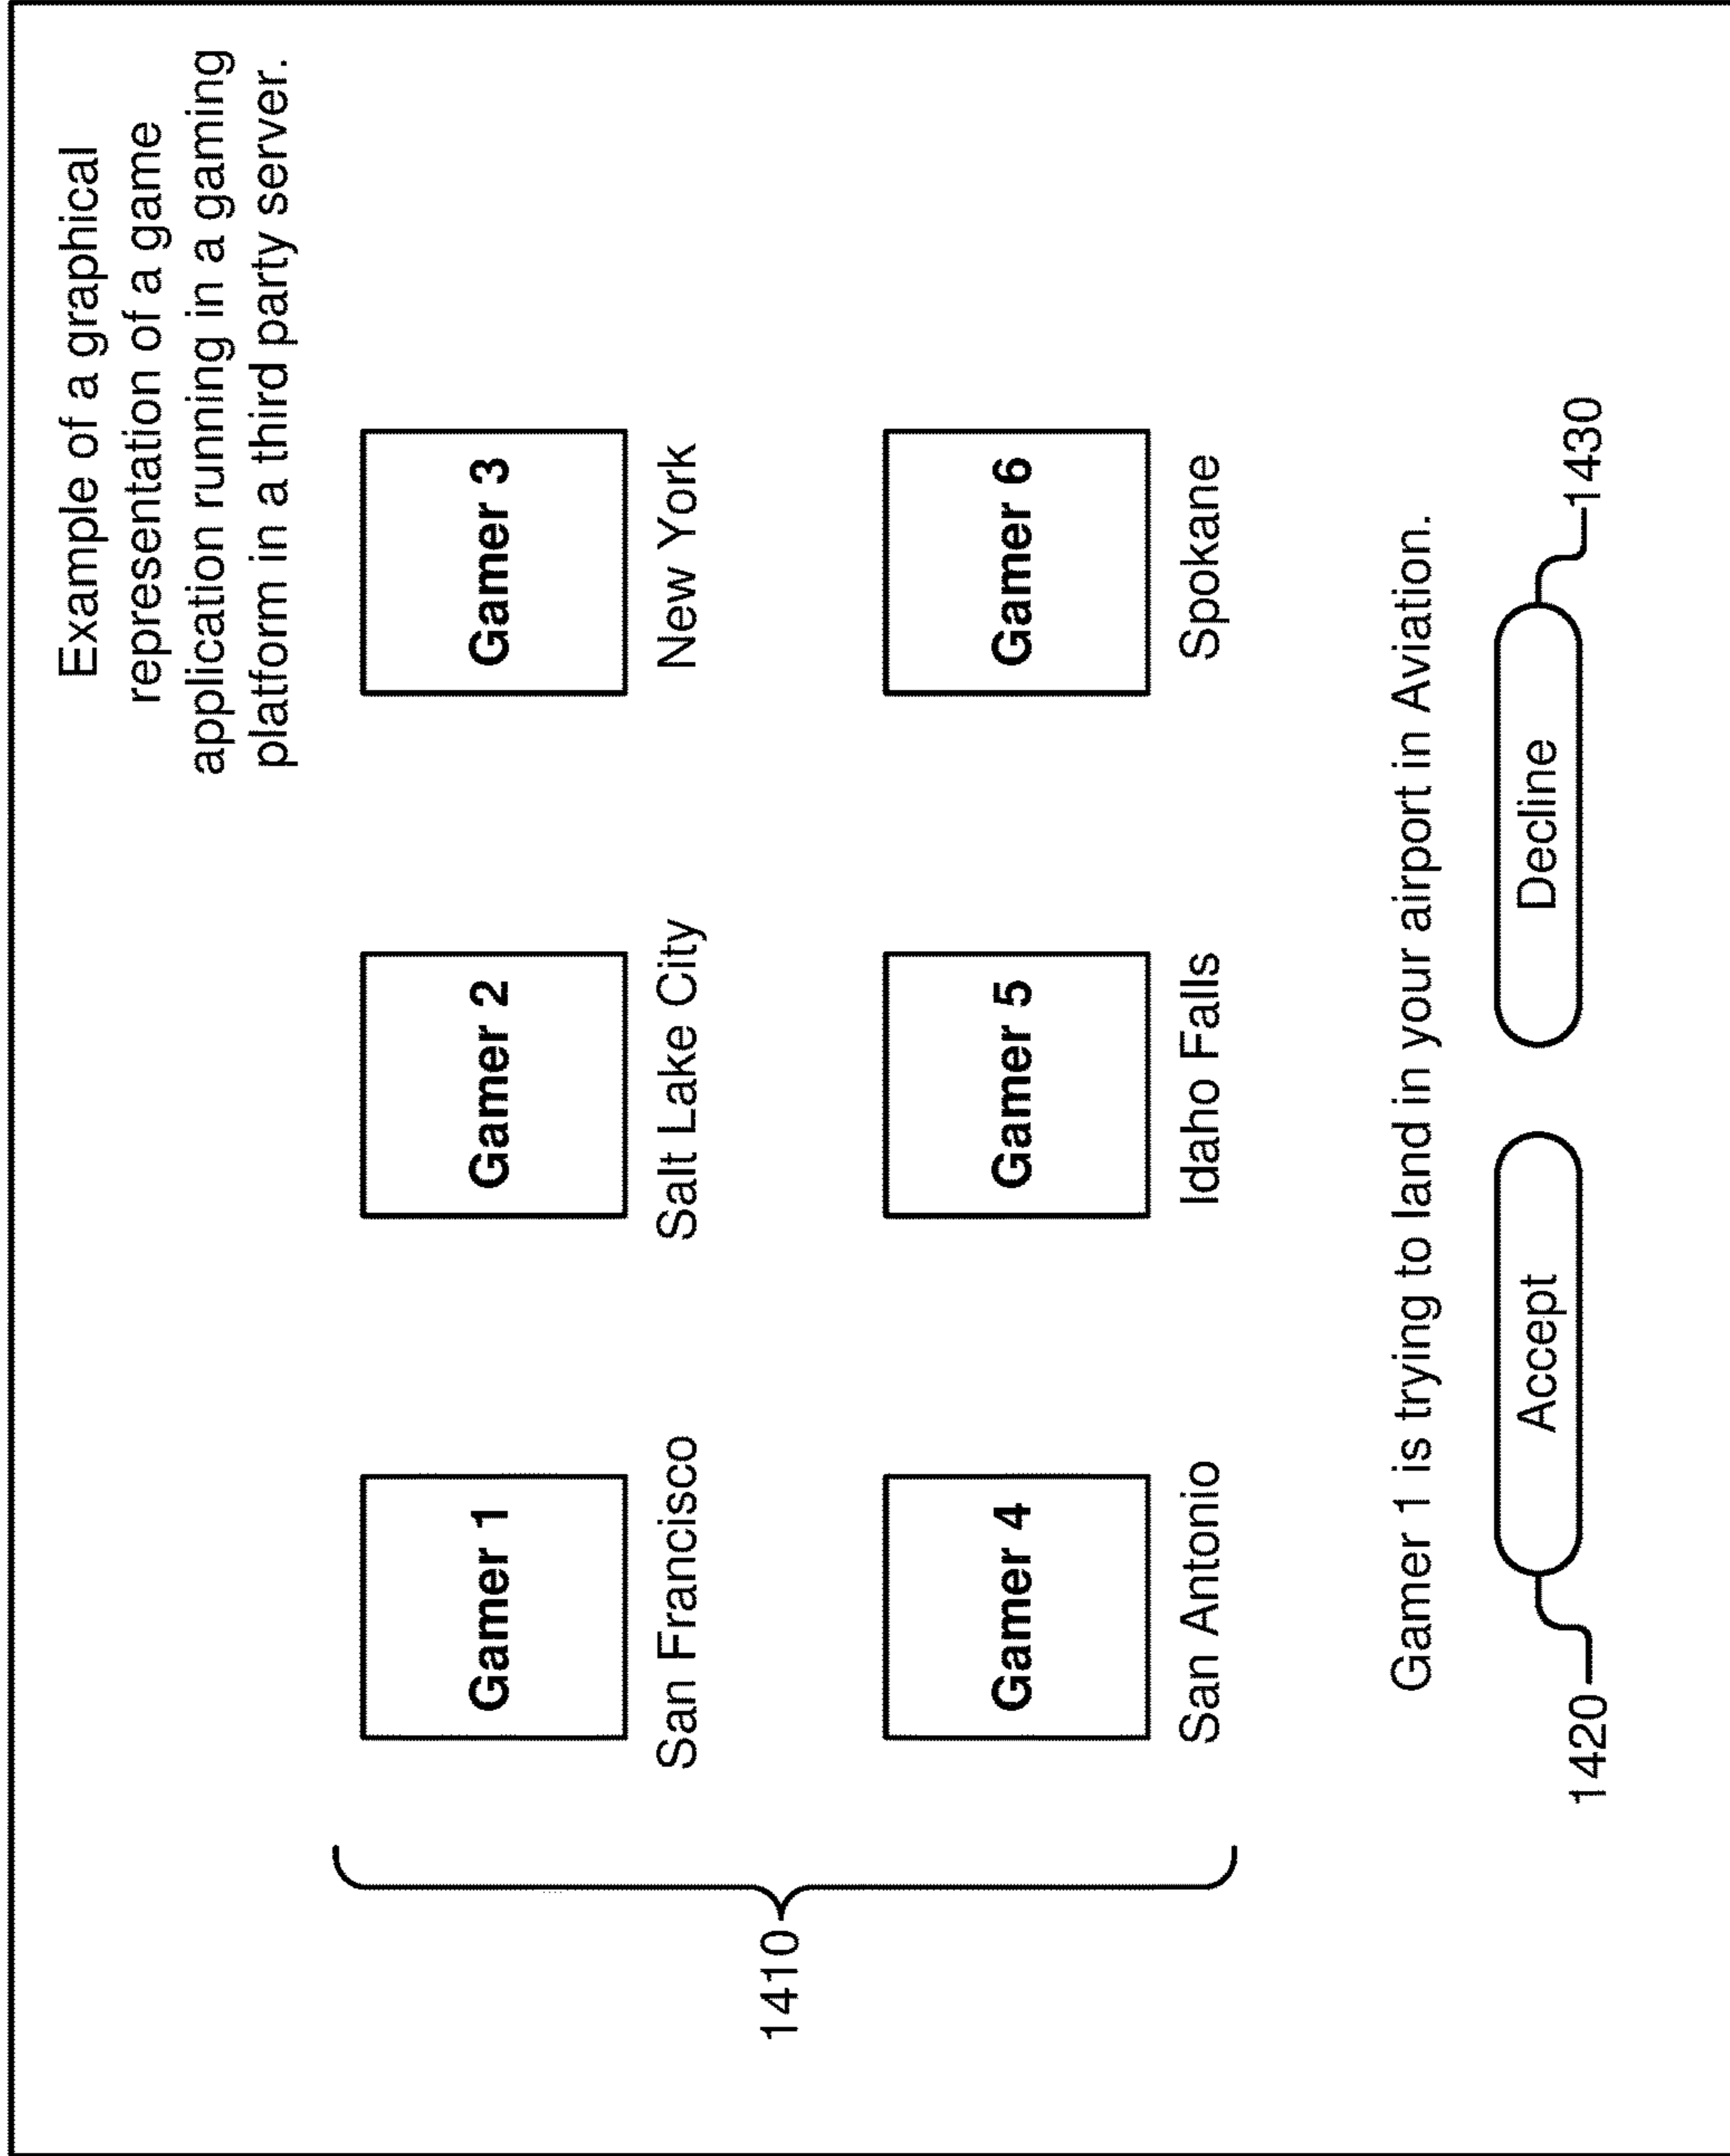 Example of a graphical
representation of a game
application running in a gaming
platform in a third party server.
Gamer 1
Gamer 2
Gamer 3
San Francisco
Salt Lake City
New York
1410
Gamer 4
Gamer 5
Gamer 6
San Antonio
Idaho Falls
Spokane
Gamer 1 is trying to land in your airport in Aviation.
Accept
Decline
1420
1430